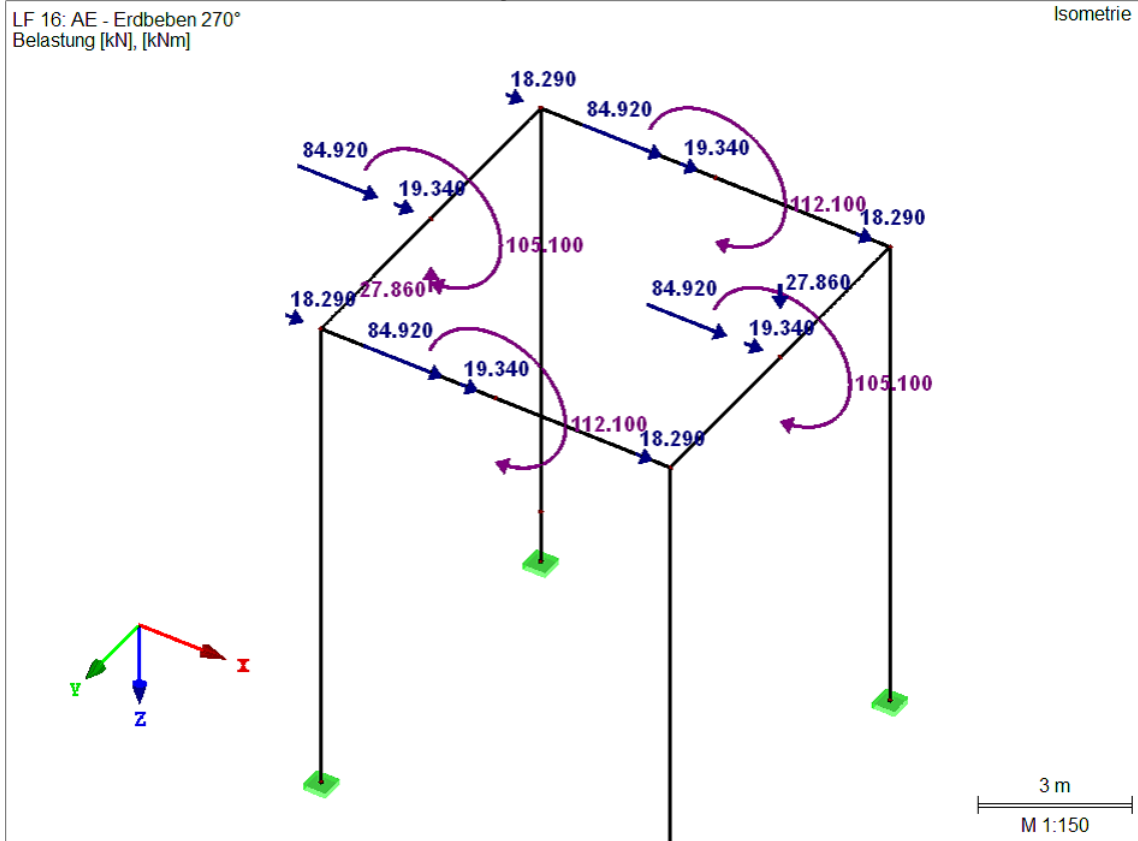 LF 16: AE - Erdbeben 270°
Belastung [kN], [kNm]
Isometrie
18.290
84.920
19.340
84.920
19.340
112.100
18.290
105.100
27.860
84.920
27.860
18.290
19.340
84.920
19.340
105.100
112.100
18.290
X
Y
Z
3 m
M 1:150